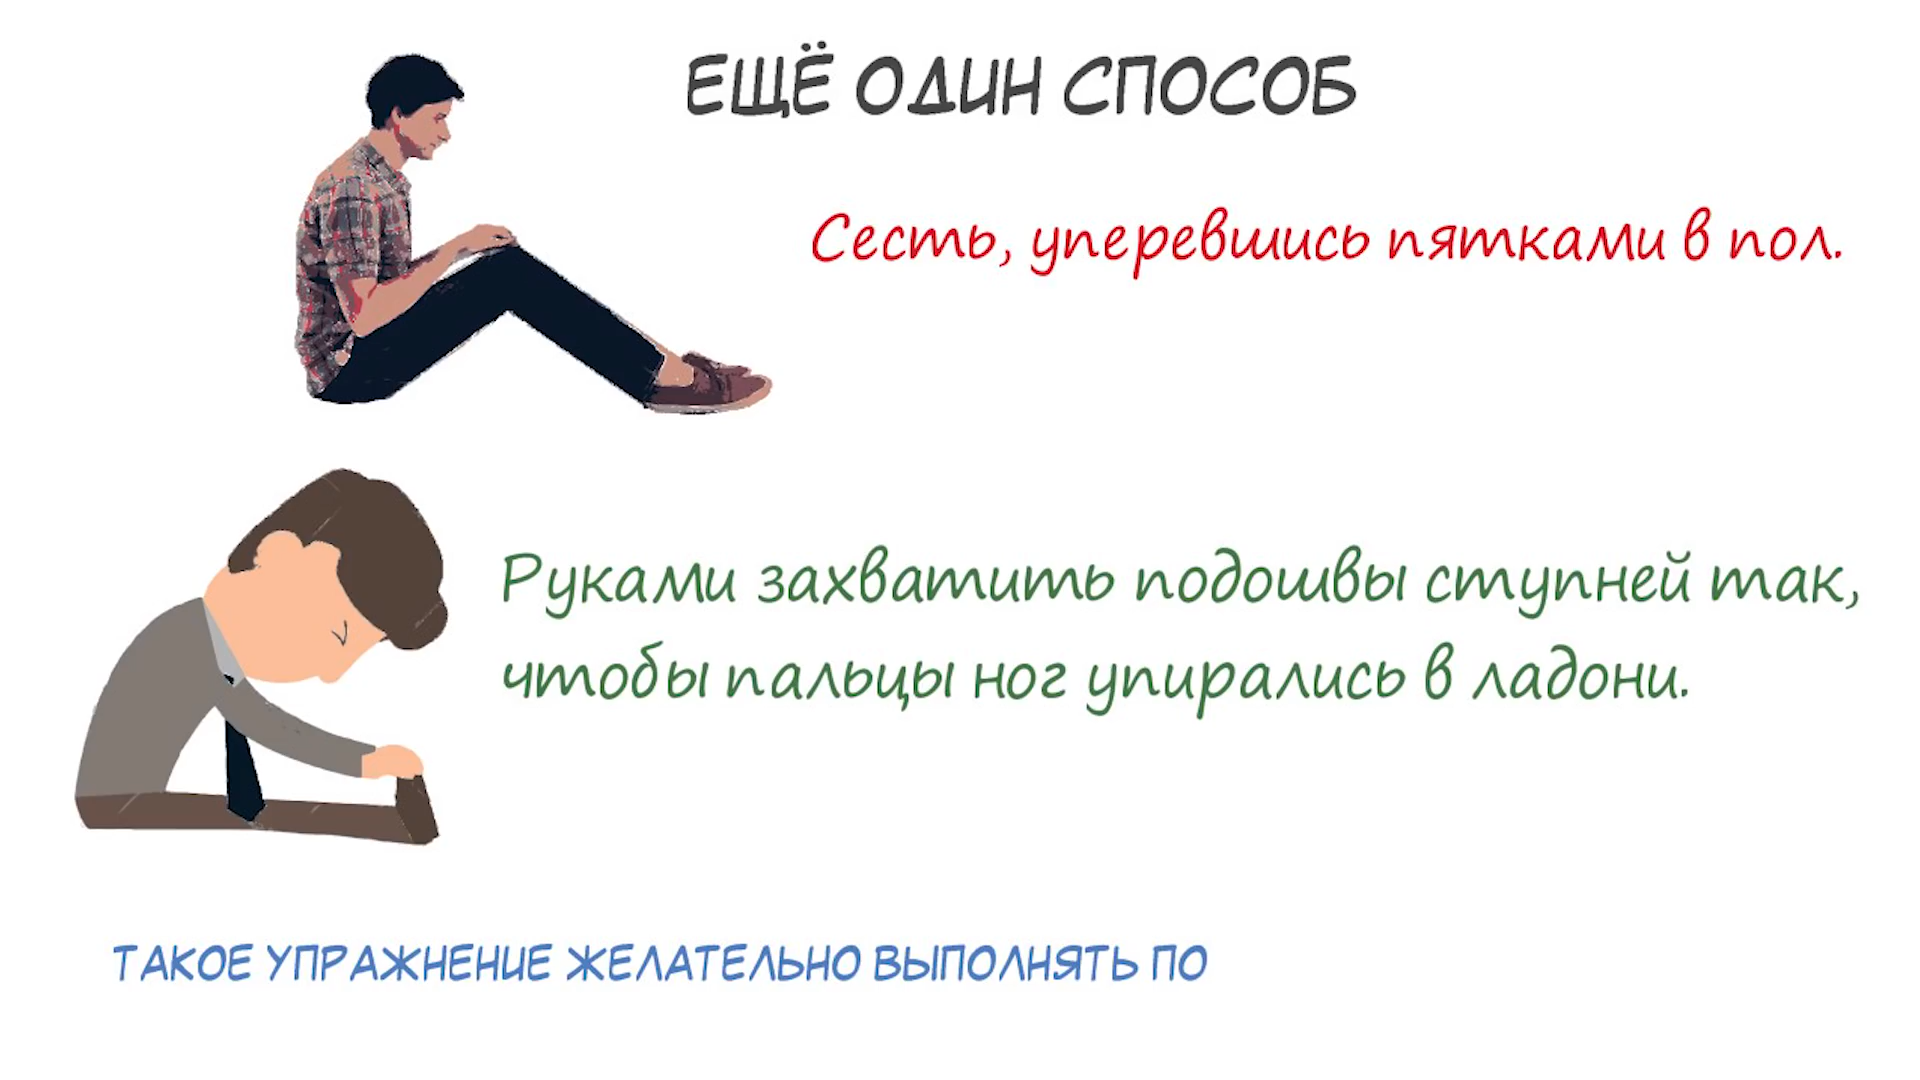 ЕЩЁ ОДИН СПОСОБ
Сесть, уперевшись пятками в пол.
Руками захватить подошвы ступней так,
чтобы пальцы ног упирались в ладони.
ТАКОЕ УПРАЖНЕНИЕ ЖЕЛАТЕЛЬНО ВЫПОЛНЯТЬ ПО